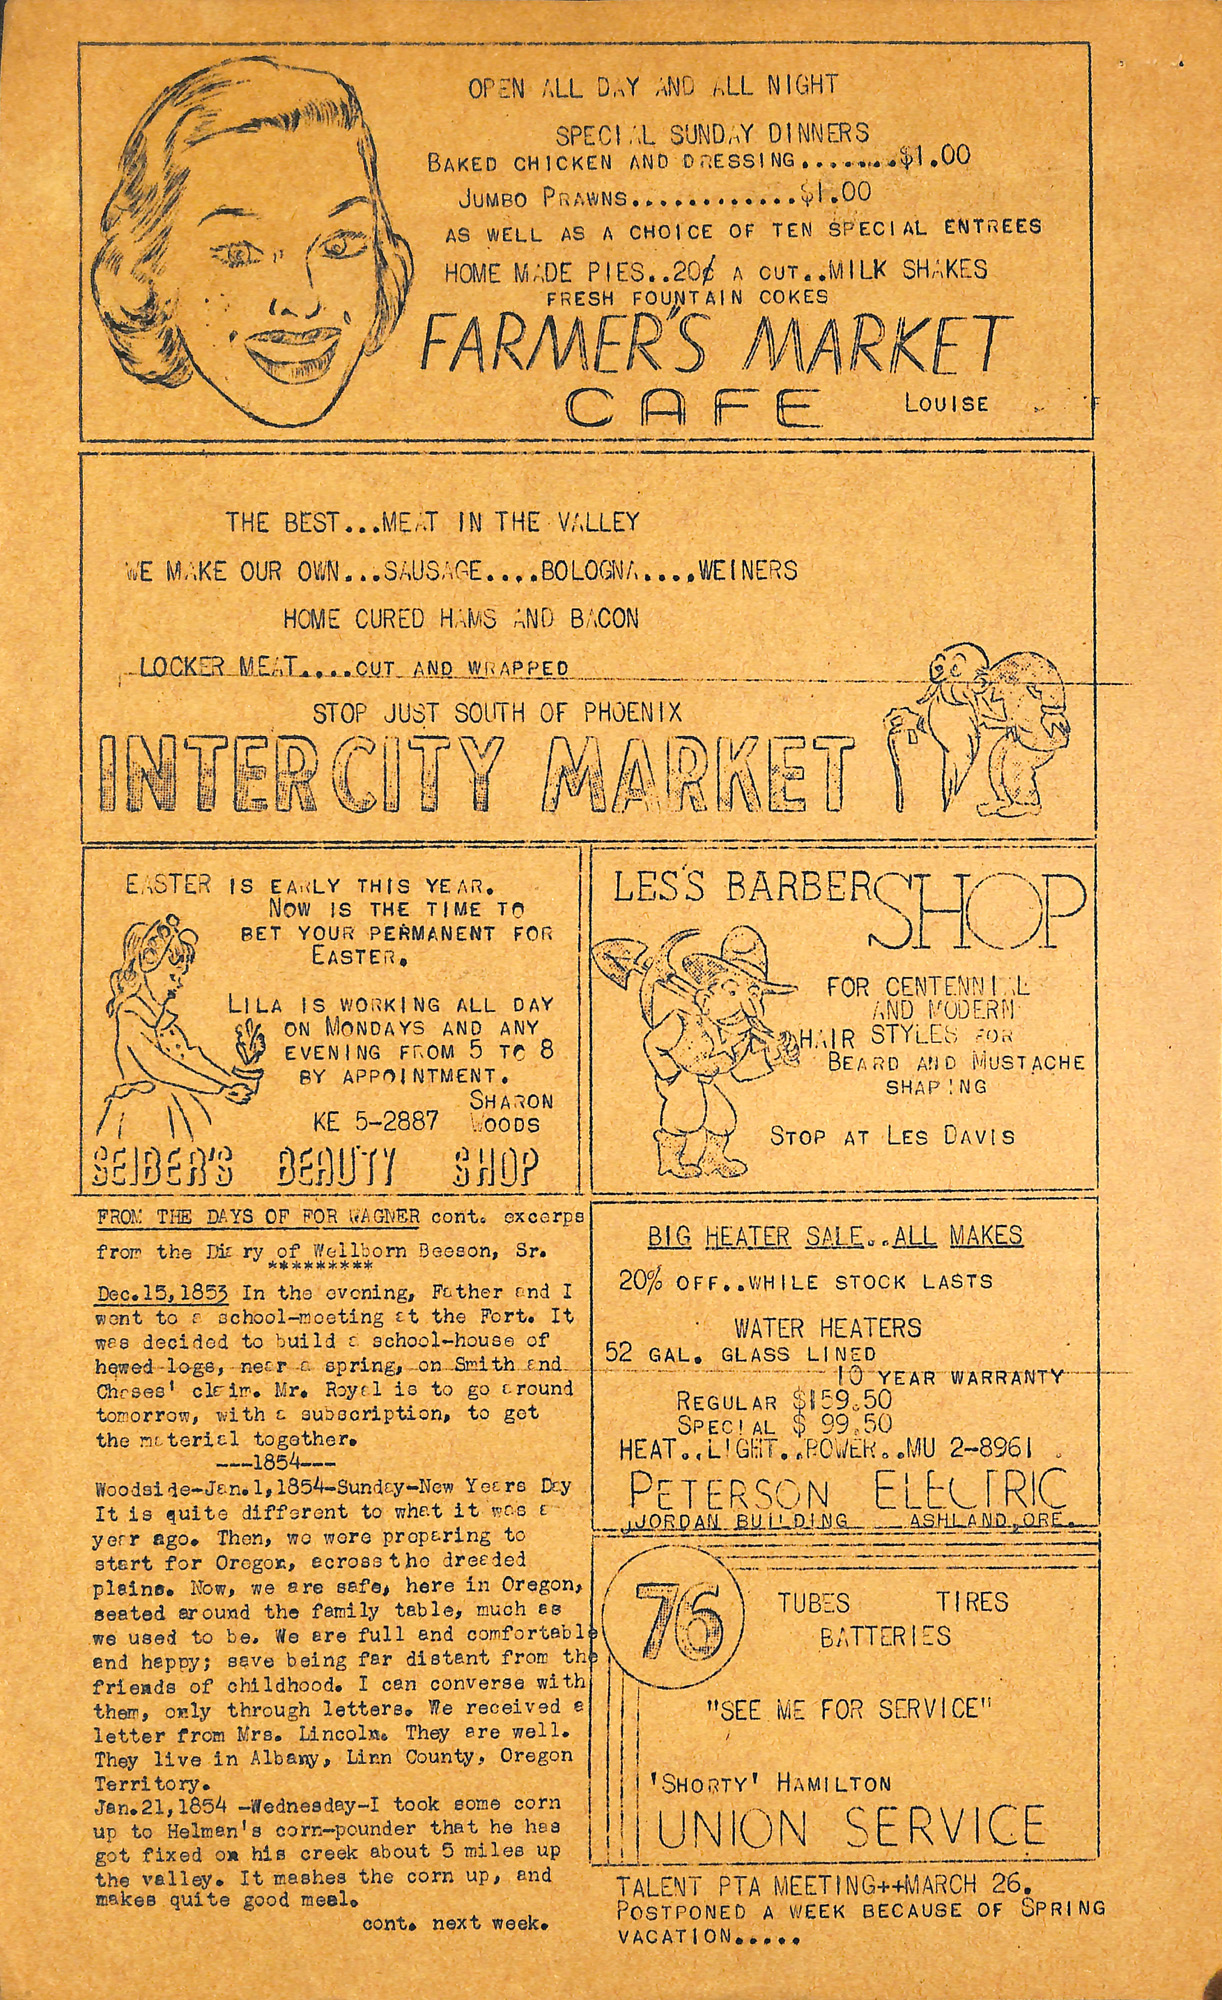 OPEN ALL DAY AND ALL NIGHT
SPECIAL SUNDAY DINNERS
BAKED CHICKEN AND DRESSING........$1.00
JUMBO PRAWNS............$1.00
AS WELL AS A CHOICE OF TEN SPECIAL ENTREES
HOME MADE PIES..20¢ A CUT..MILK SHAKES
FRESH FOUNTAIN COKES
FARMER'S MARKET
CAFE LOUISE
THE BEST...MEAT IN THE VALLEY
WE MAKE OUR OWN...SAUSAGE....BOLOGNA....WEINERS
HOME CURED HAMS AND BACON
LOCKER MEAT....CUT AND WRAPPED
STOP JUST SOUTH OF PHOENIX
INTERCITY MARKET
EASTER IS EARLY THIS YEAR.
NOW IS THE TIME TO
BET YOUR PERMANENT FOR
EASTER.
LILA IS WORKING ALL DAY
ON MONDAYS AND ANY
EVENING FROM 5 TO 8
BY APPOINTMENT.
SHARON
KE 5-2887 WOODS
SEIBER'S BEAUTY SHOP
LES'S BARBER SHOP
FOR CENTENNIAL
AND MODERN
HAIR STYLES FOR
BEARD AND MUSTACHE
SHAPING
STOP AT LES DAVIS
FROM THE DAYS OF FOR WAGNER cont. excerps
from the Diary of Wellborn Beeson, Sr.
*********
Dec.15,1853 In the evening, Father and I
went to a school-meeting at the Fort. It
was decided to build a school-house of
hewed logs, near a spring, on Smith and
Chases' claim. Mr. Royal is to go around
tomorrow, with a subscription, to get
the material together.
---1854---
Woodside-Jan.1,1854-Sunday-New Years Day
It is quite different to what it was a
year ago. Then, we were preparing to
start for Oregon, across the dreaded
plains. Now, we are safe, here in Oregon,
seated around the family table, much as
we used to be. We are full and comfortable
and happy; save being far distant from the
friends of childhood. I can converse with
them, only through letters. We received a
letter from Mrs. Lincoln. They are well.
They live in Albany, Linn County, Oregon
Territory.
Jan.21,1854 -Wednesday-I took some corn
up to Helman's corn-pounder that he has
got fixed on his creek about 5 miles up
the valley. It mashes the corn up, and
makes quite good meal.
cont. next week.
BIG HEATER SALE..ALL MAKES
20% OFF..WHILE STOCK LASTS
WATER HEATERS
52 GAL. GLASS LINED
10 YEAR WARRANTY
REGULAR $159.50
SPECIAL $ 99.50
HEAT..LIGHT..POWER..MU 2-8961
PETERSON ELECTRIC
JORDAN BUILDING ASHLAND,ORE.
76
TUBES TIRES
BATTERIES
"SEE ME FOR SERVICE"
'SHORTY' HAMILTON
UNION SERVICE
TALENT PTA MEETING++MARCH 26.
POSTPONED A WEEK BECAUSE OF SPRING
VACATION.....